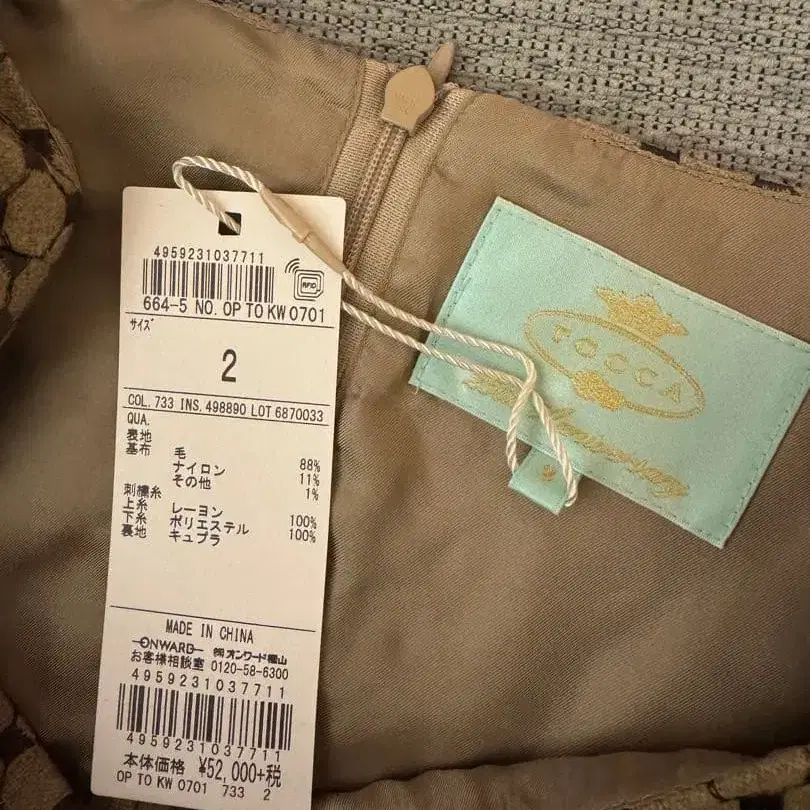 4959231037711
RFID
664-5 NO. OP TO KW 0701
サイズ
2
COL. 733 INS. 498890 LOT 6870033
QUA.
表地
基布 毛 88%
ナイロン 11%
その他 1%
刺繍糸
上糸 レーヨン 100%
下糸 ポリエステル 100%
裏地 キュプラ
MADE IN CHINA
ONWARD ㈱オンワード樫山
お客様相談室 0120-58-6300
4959231037711
4959231037711
本体価格 ¥52,000+税
OP TO KW 0701 733 2
TOCCA